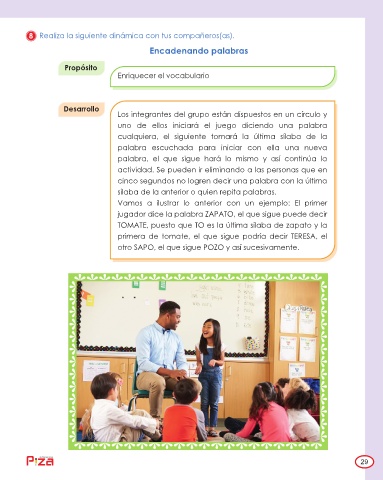 8 Realiza la siguiente dinámica con tus compañeros(as).
Encadenando palabras
Propósito
Enriquecer el vocabulario
Desarrollo
Los integrantes del grupo están dispuestos en un círculo y
uno de ellos iniciará el juego diciendo una palabra
cualquiera, el siguiente tomará la última sílaba de la
palabra escuchada para iniciar con ella una nueva
palabra, el que sigue hará lo mismo y así continúa la
actividad. Se pueden ir eliminando a las personas que en
cinco segundos no logren decir una palabra con la última
sílaba de la anterior o quien repita palabras.
Vamos a ilustrar lo anterior con un ejemplo: El primer
jugador dice la palabra ZAPATO, el que sigue puede decir
TOMATE, puesto que TO es la última sílaba de zapato y la
primera de tomate, el que sigue podría decir TERESA, el
otro SAPO, el que sigue POZO y así sucesivamente.
P:za
29